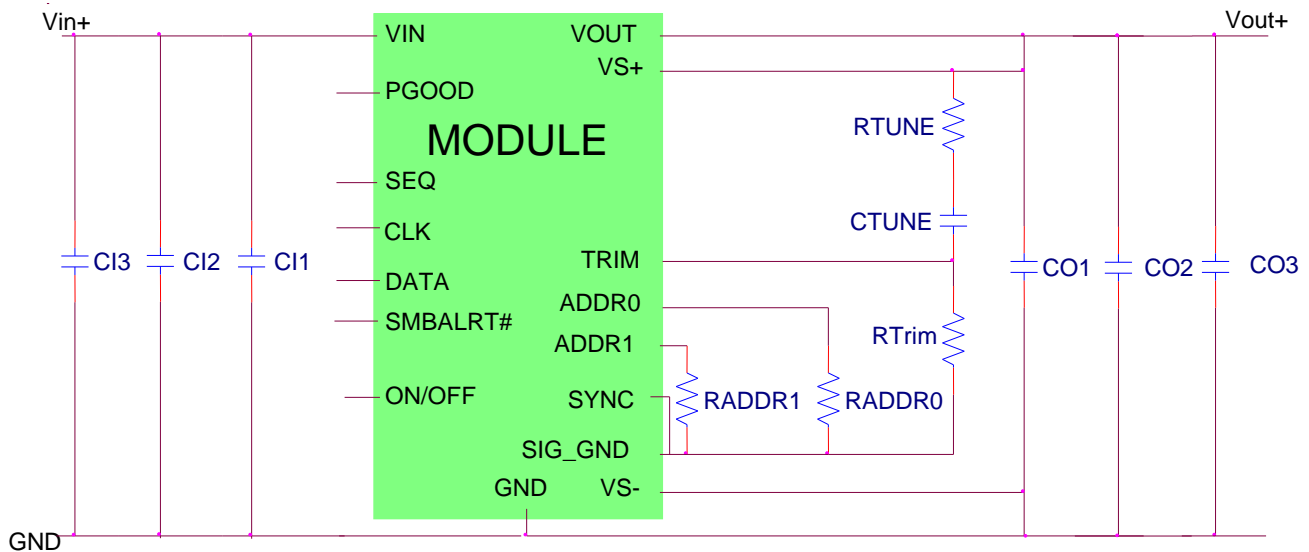 Vin+
VIN
VOUT
Vout+
VS+
PGOOD
RTUNE
MODULE
SEQ
CTUNE
CLK
TRIM
CI3
CI2
CI1
CO1
CO2
CO3
DATA
ADDR0
SMBALRT#
RTrim
ADDR1
ON/OFF
SYNC
RADDR1
RADDR0
SIG_GND
GND
VS-
GND